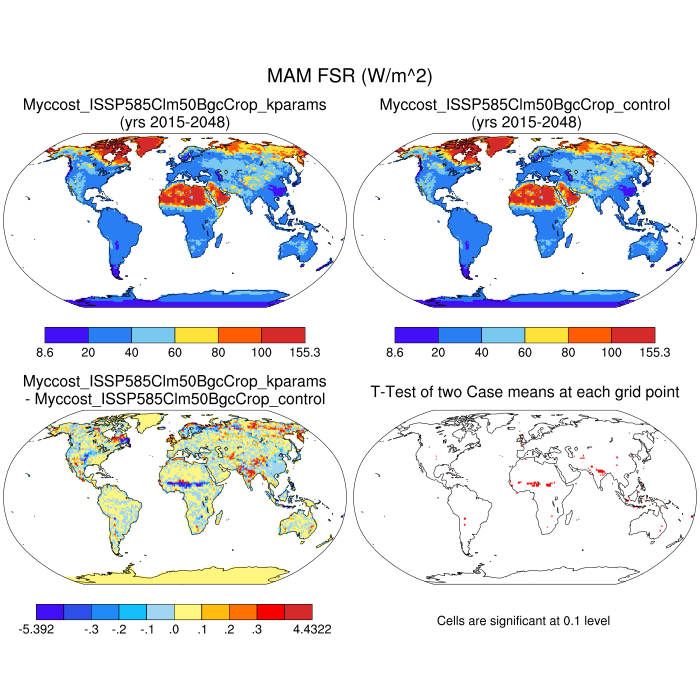 MAM FSR (W/m^2)
Myccost_ISSP585Clm50BgcCrop_kparams
(yrs 2015-2048)
Myccost_ISSP585Clm50BgcCrop_control
(yrs 2015-2048)
8.6 20 40 60 80 100 155.3
8.6 20 40 60 80 100 155.3
Myccost_ISSP585Clm50BgcCrop_kparams
- Myccost_ISSP585Clm50BgcCrop_control
T-Test of two Case means at each grid point
-5.392 -.3 -.2 -.1 .0 .1 .2 .3 4.4322
Cells are significant at 0.1 level